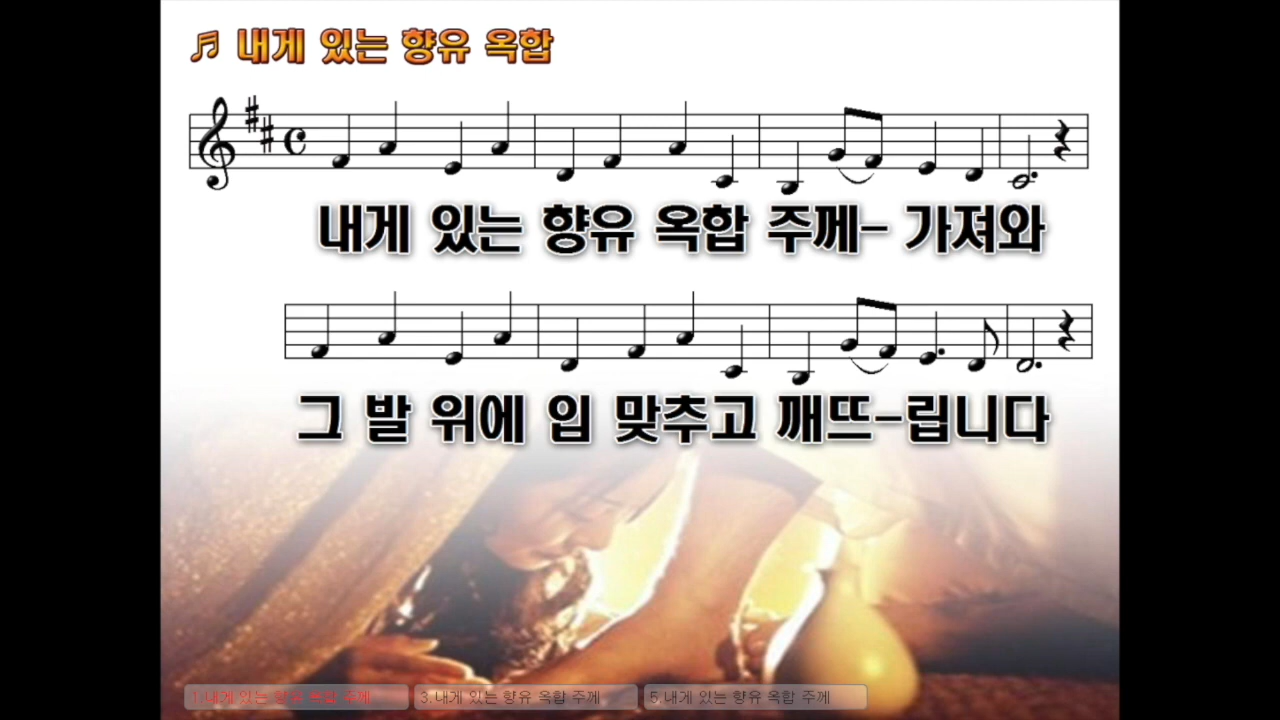 ♬ 내게 있는 향유 옥합
내게 있는 향유 옥합 주께- 가져와
그 발 위에 입 맞추고 깨뜨-립니다
1.내게 있는 향유 옥합 주께
3.내게 있는 향유 옥합 주께
5.내게 있는 향유 옥합 주께